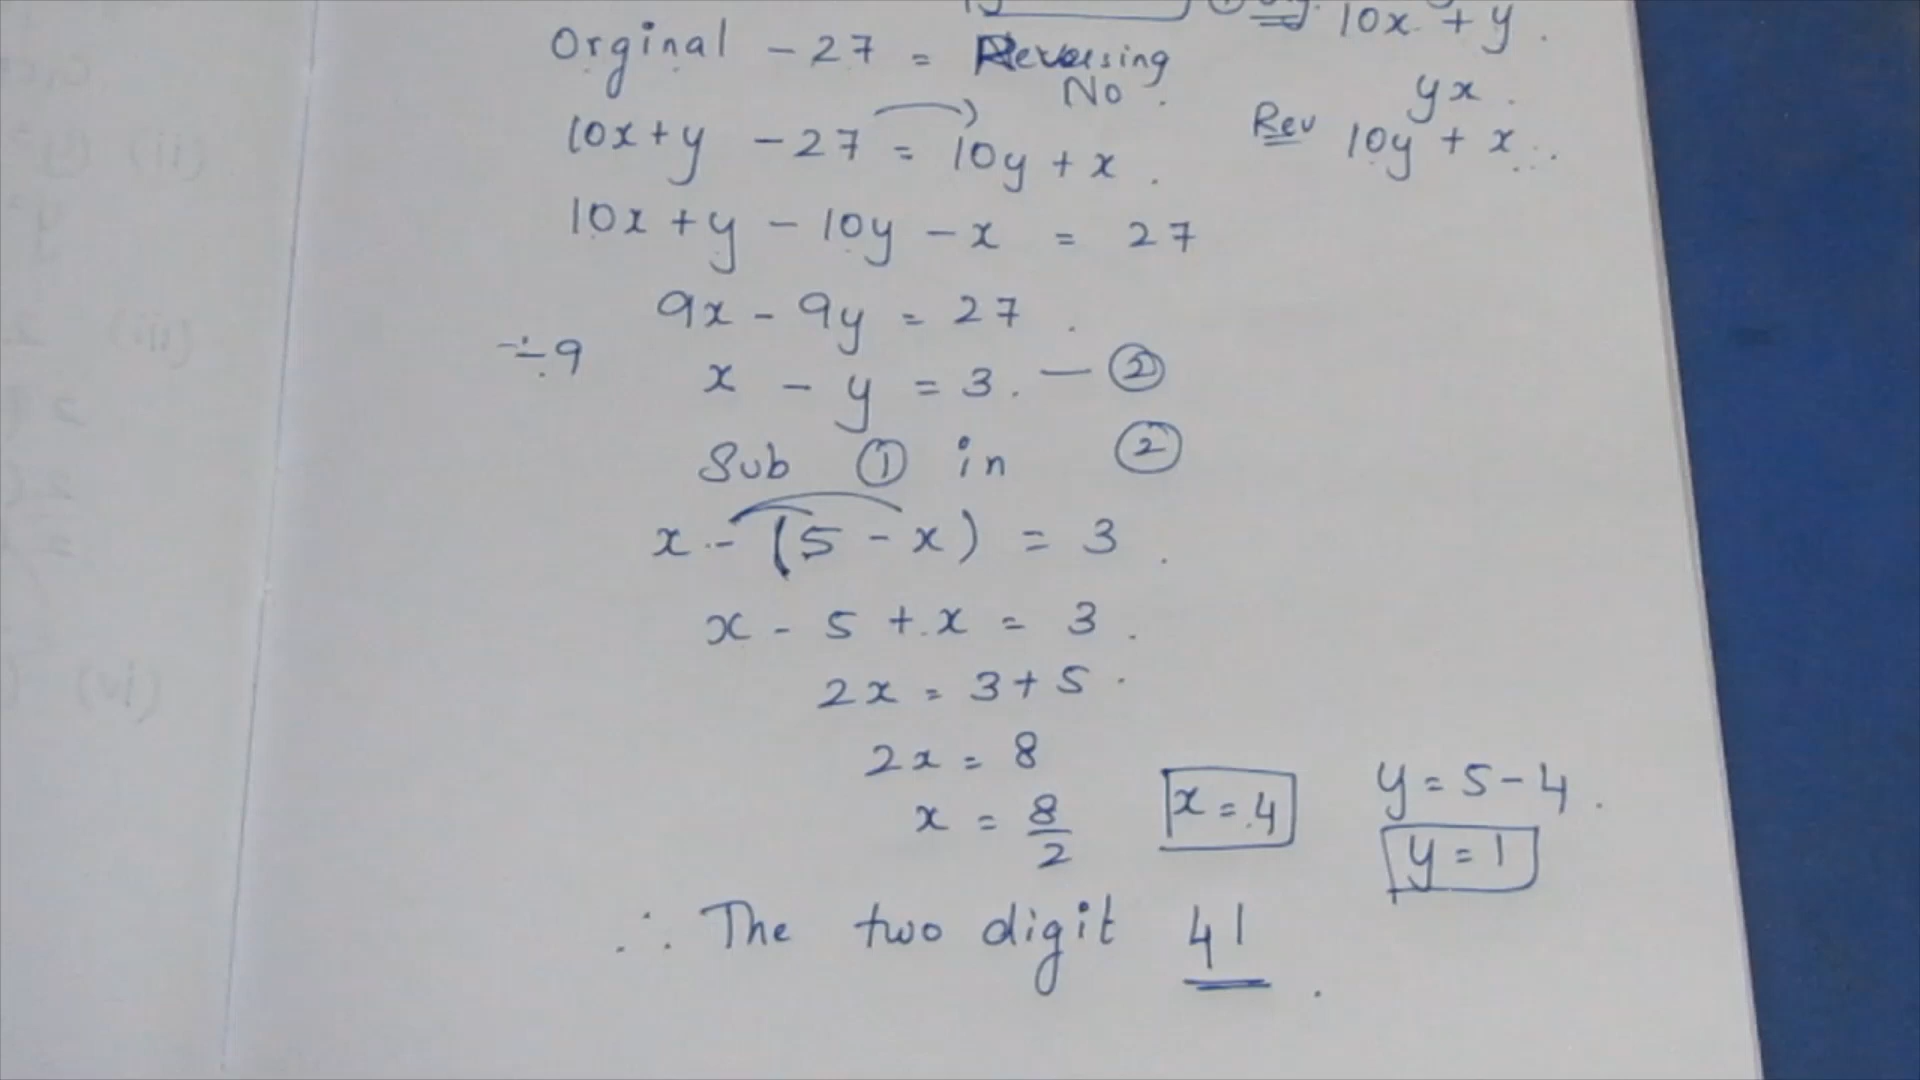 Orginal - 27 = Reversing No.
10x + y.
10x+y - 27 = 10y + x.
yx.
Rev 10y + x.
10x + y - 10y - x = 27
9x - 9y = 27.
÷9
x - y = 3. — ②
Sub ① in ②
x - (5 - x) = 3.
x - 5 + x = 3.
2x = 3 + 5.
2x = 8
x = 8/2
x = 4
y = 5 - 4.
y = 1
∴ The two digit 41.